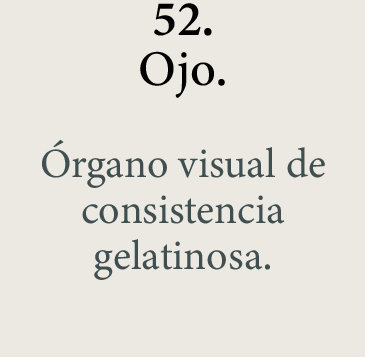 52.
Ojo.
Órgano visual de
consistencia
gelatinosa.